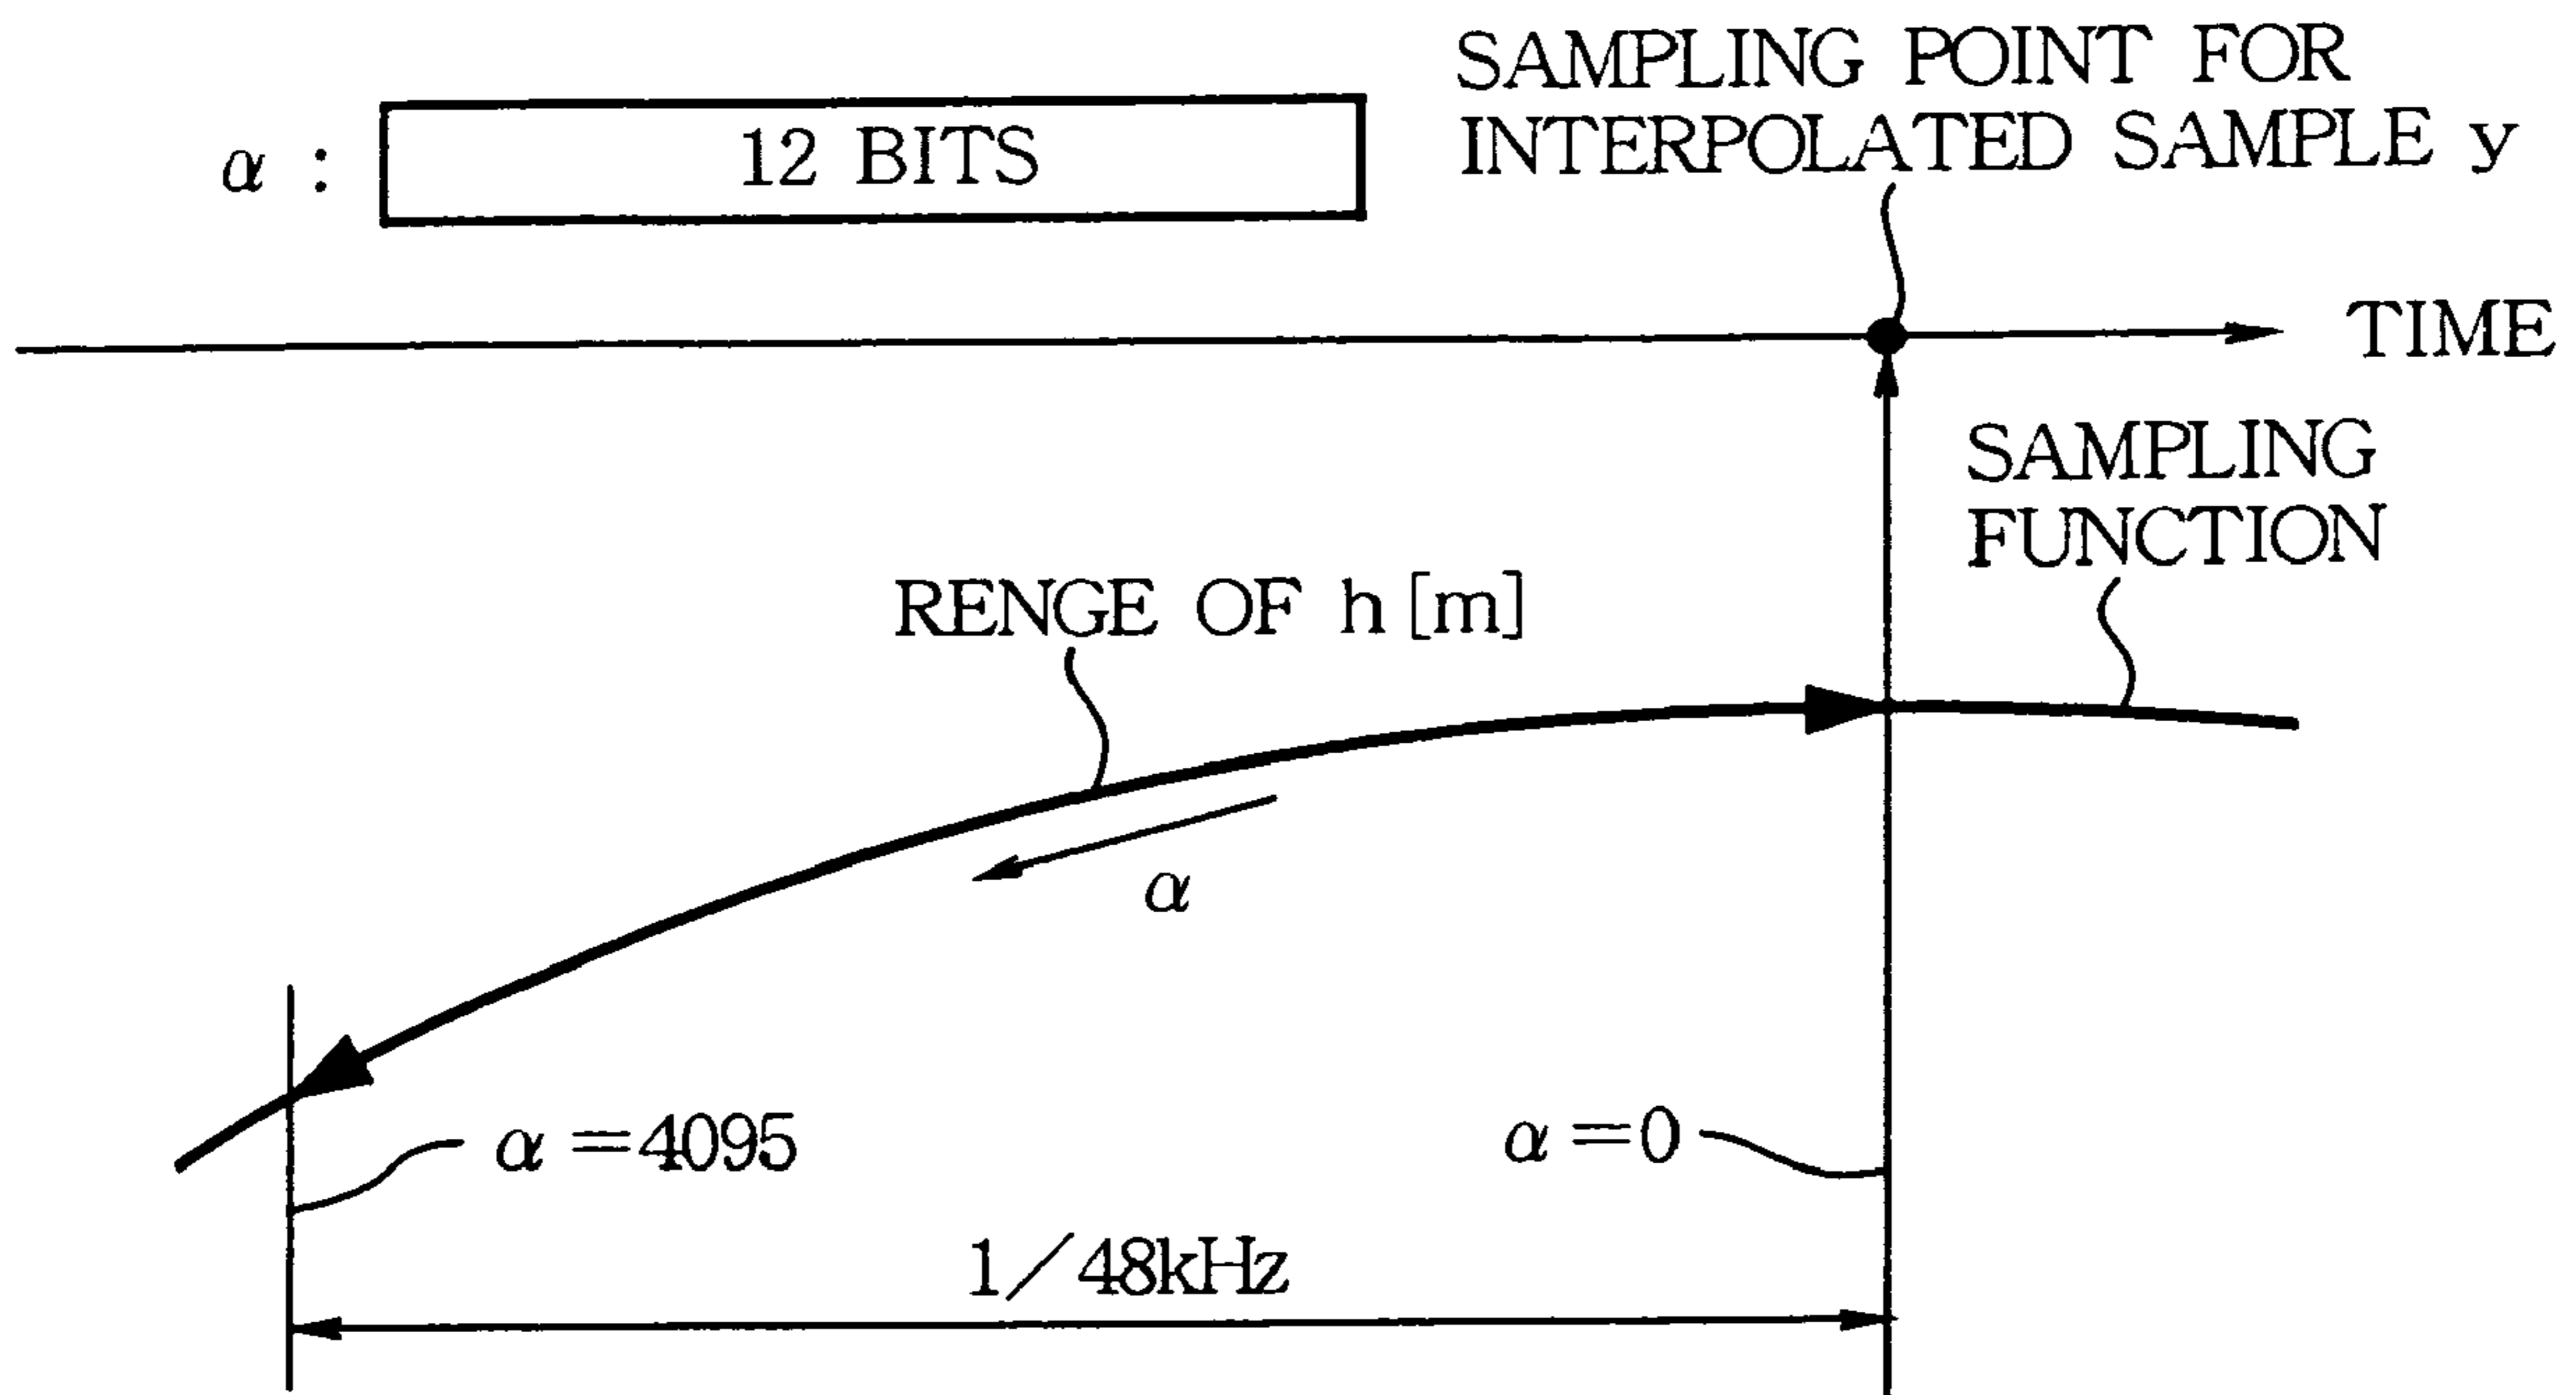 SAMPLING POINT FOR
INTERPOLATED SAMPLE y
α : 12 BITS
TIME
SAMPLING
FUNCTION
RENGE OF h [m]
α
α =4095
α =0
1/48kHz